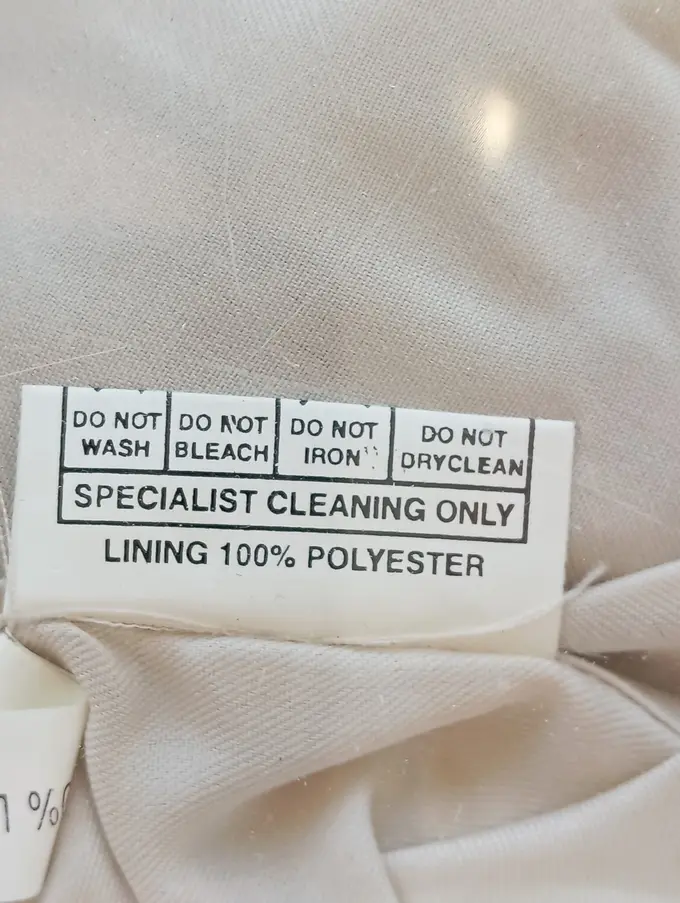 DO NOT WASH
DO NOT BLEACH
DO NOT IRON
DO NOT DRYCLEAN
SPECIALIST CLEANING ONLY
LINING 100% POLYESTER
%